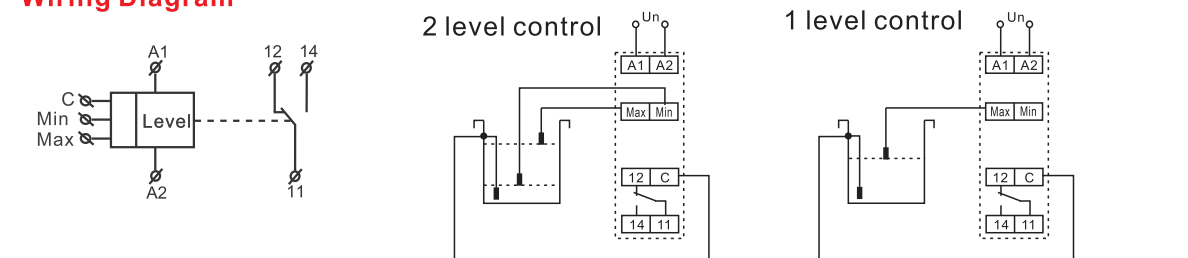 Wiring Diagram
A1
12 14
C
Min
Max
Level
A2
11
2 level control
Un
A1 A2
Max Min
12 C
14 11
1 level control
Un
A1 A2
Max Min
12 C
14 11